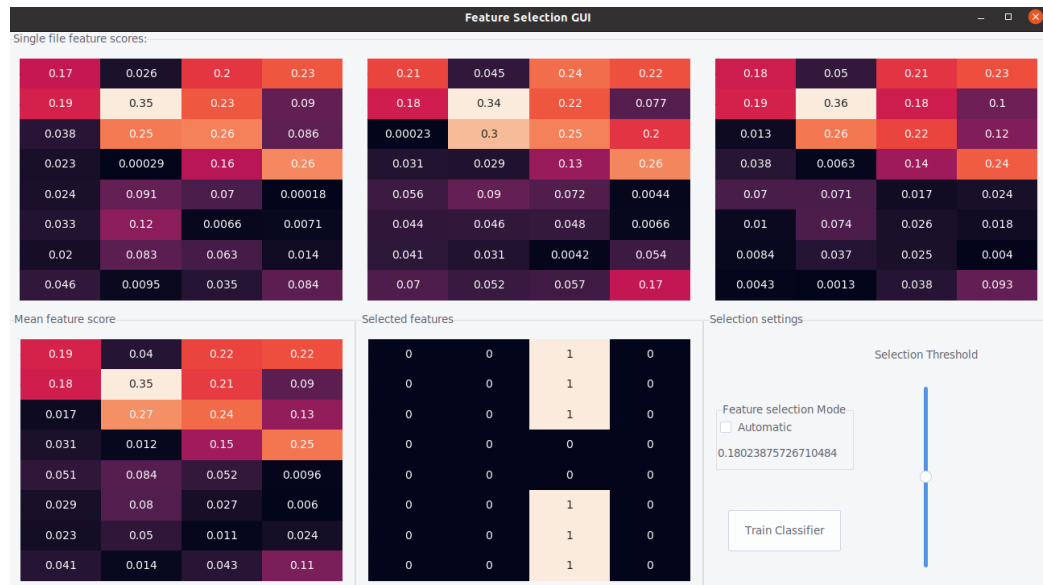 Feature Selection GUI
Single file feature scores:
0.17 0.026 0.2 0.23
0.19 0.35 0.23 0.09
0.038 0.25 0.26 0.086
0.023 0.00029 0.16 0.26
0.024 0.091 0.07 0.00018
0.033 0.12 0.0066 0.0071
0.02 0.083 0.063 0.014
0.046 0.0095 0.035 0.084
0.21 0.045 0.24 0.22
0.18 0.34 0.22 0.077
0.00023 0.3 0.25 0.2
0.031 0.029 0.13 0.26
0.056 0.09 0.072 0.0044
0.044 0.046 0.048 0.0066
0.041 0.031 0.0042 0.054
0.07 0.052 0.057 0.17
0.18 0.05 0.21 0.23
0.19 0.36 0.18 0.1
0.013 0.26 0.22 0.12
0.038 0.0063 0.14 0.24
0.07 0.071 0.017 0.024
0.01 0.074 0.026 0.018
0.0084 0.037 0.025 0.004
0.0043 0.0013 0.038 0.093
Mean feature score
0.19 0.04 0.22 0.22
0.18 0.35 0.21 0.09
0.017 0.27 0.24 0.13
0.031 0.012 0.15 0.25
0.051 0.084 0.052 0.0096
0.029 0.08 0.027 0.006
0.023 0.05 0.011 0.024
0.041 0.014 0.043 0.11
Selected features
0 0 1 0
0 0 1 0
0 0 1 0
0 0 0 0
0 0 0 0
0 0 1 0
0 0 1 0
0 0 1 0
Selection settings
Selection Threshold
Feature selection Mode
Automatic
0.18023875726710484
Train Classifier